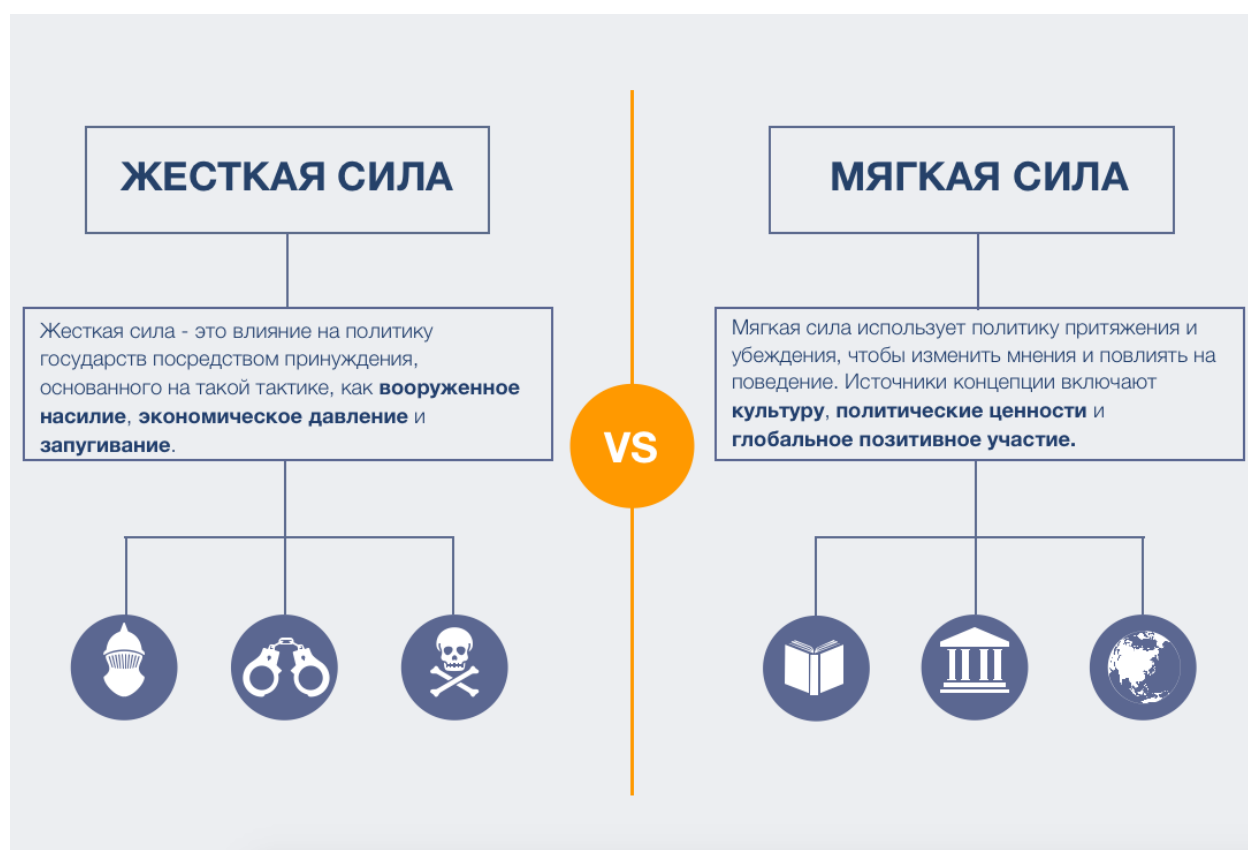 ЖЕСТКАЯ СИЛА
Жесткая сила - это влияние на политику
государств посредством принуждения,
основанного на такой тактике, как вооруженное
насилие, экономическое давление и
запугивание.
VS
МЯГКАЯ СИЛА
Мягкая сила использует политику притяжения и
убеждения, чтобы изменить мнения и повлиять на
поведение. Источники концепции включают
культуру, политические ценности и
глобальное позитивное участие.